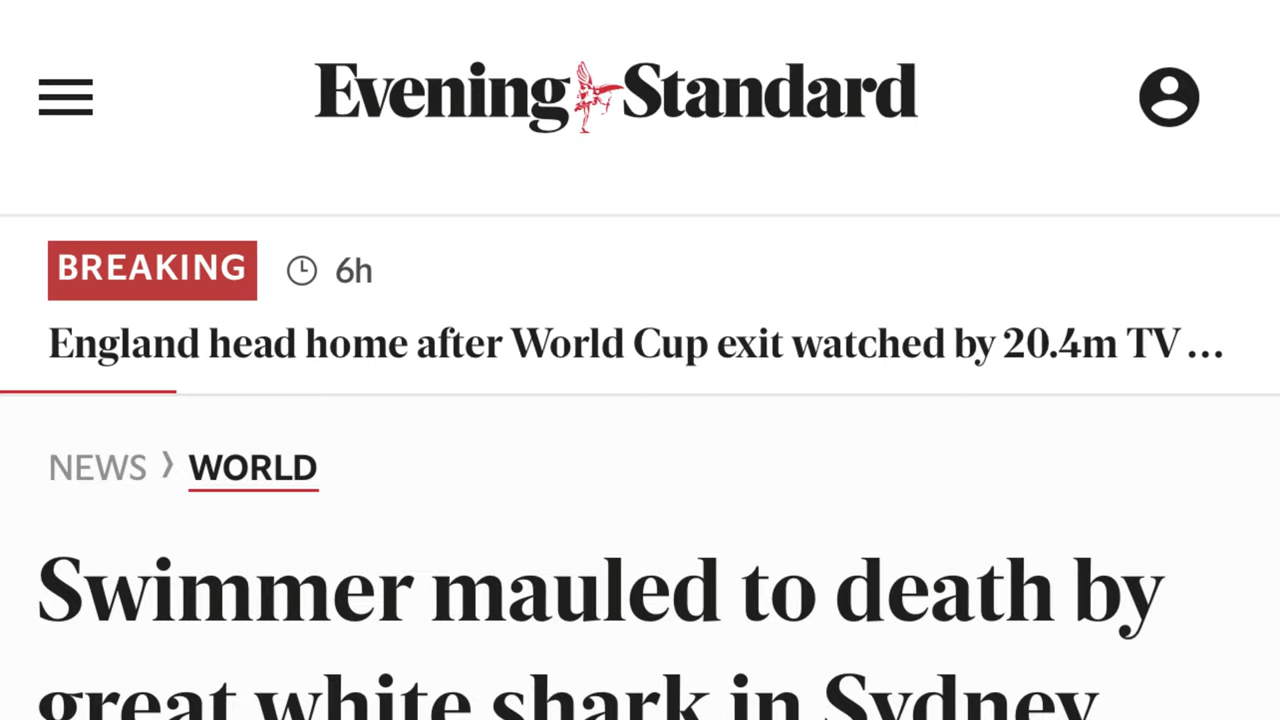 Evening Standard
BREAKING 6h
England head home after World Cup exit watched by 20.4m TV ...
NEWS › WORLD
Swimmer mauled to death by
great white shark in Sydney